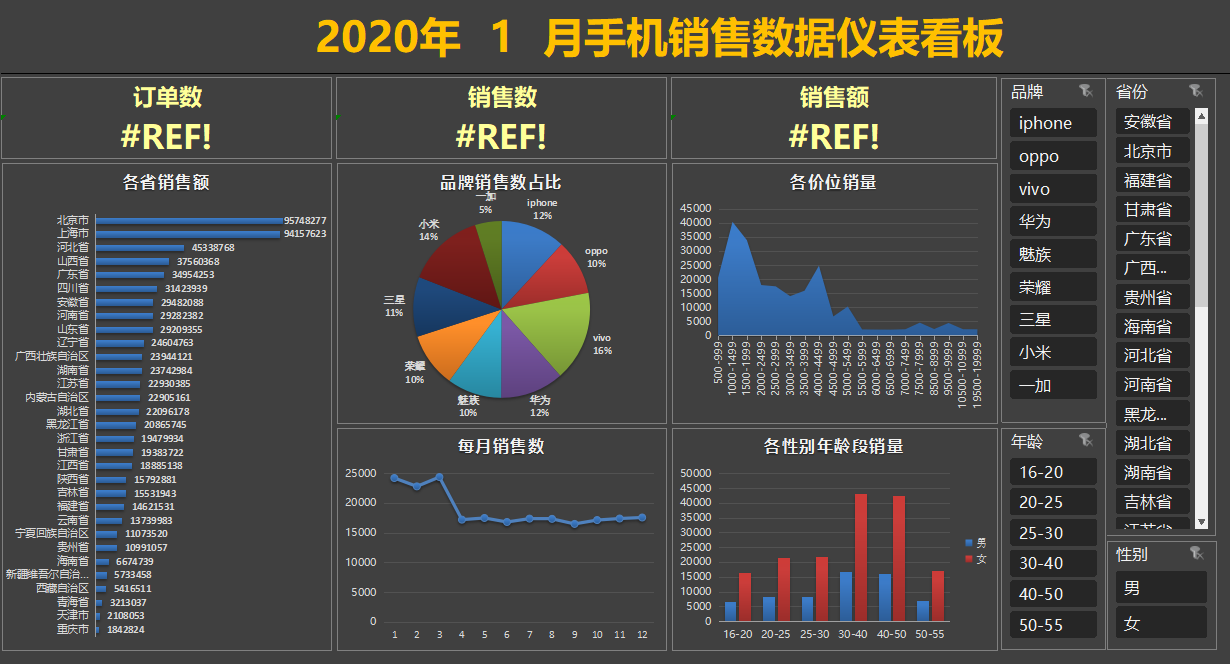 2020年 1 月手机销售数据仪表看板
订单数
#REF!
销售数
#REF!
销售额
#REF!
各省销售额
北京市 95748277
上海市 94157623
河北省 45338768
山西省 37560368
广东省 34954253
四川省 31423939
安徽省 29482088
河南省 29282382
山东省 29209355
辽宁省 24604763
广西壮族自治区 23944121
湖南省 23742984
江苏省 22930385
内蒙古自治区 22905161
湖北省 22096178
黑龙江省 20865745
浙江省 19479934
甘肃省 19383722
江西省 18885138
陕西省 15792881
吉林省 15531943
福建省 14621531
云南省 13739983
宁夏回族自治区 11073520
贵州省 10991057
海南省 6674739
新疆维吾尔自治... 5733458
西藏自治区 5416511
青海省 3213037
天津市 2108053
重庆市 1842824
品牌销售数占比
一加
5%
iphone
12%
oppo
10%
vivo
16%
华为
12%
魅族
10%
荣耀
10%
三星
11%
小米
14%
各价位销量
45000
40000
35000
30000
25000
20000
15000
10000
5000
0
500-999
1000-1499
1500-1999
2000-2499
2500-2999
3000-3499
3500-3999
4000-4499
4500-4999
5000-5499
5500-5999
6000-6499
6500-6999
7000-7499
7500-7999
8500-8999
9500-9999
10500-10999
19500-19999
每月销售数
25000
20000
15000
10000
5000
0
1 2 3 4 5 6 7 8 9 10 11 12
各性别年龄段销量
50000
45000
40000
35000
30000
25000
20000
15000
10000
5000
0
16-20 20-25 25-30 30-40 40-50 50-55
男
女
品牌
iphone
oppo
vivo
华为
魅族
荣耀
三星
小米
一加
年龄
16-20
20-25
25-30
30-40
40-50
50-55
省份
安徽省
北京市
福建省
甘肃省
广东省
广西...
贵州省
海南省
河北省
河南省
黑龙...
湖北省
湖南省
吉林省
江苏省
性别
男
女